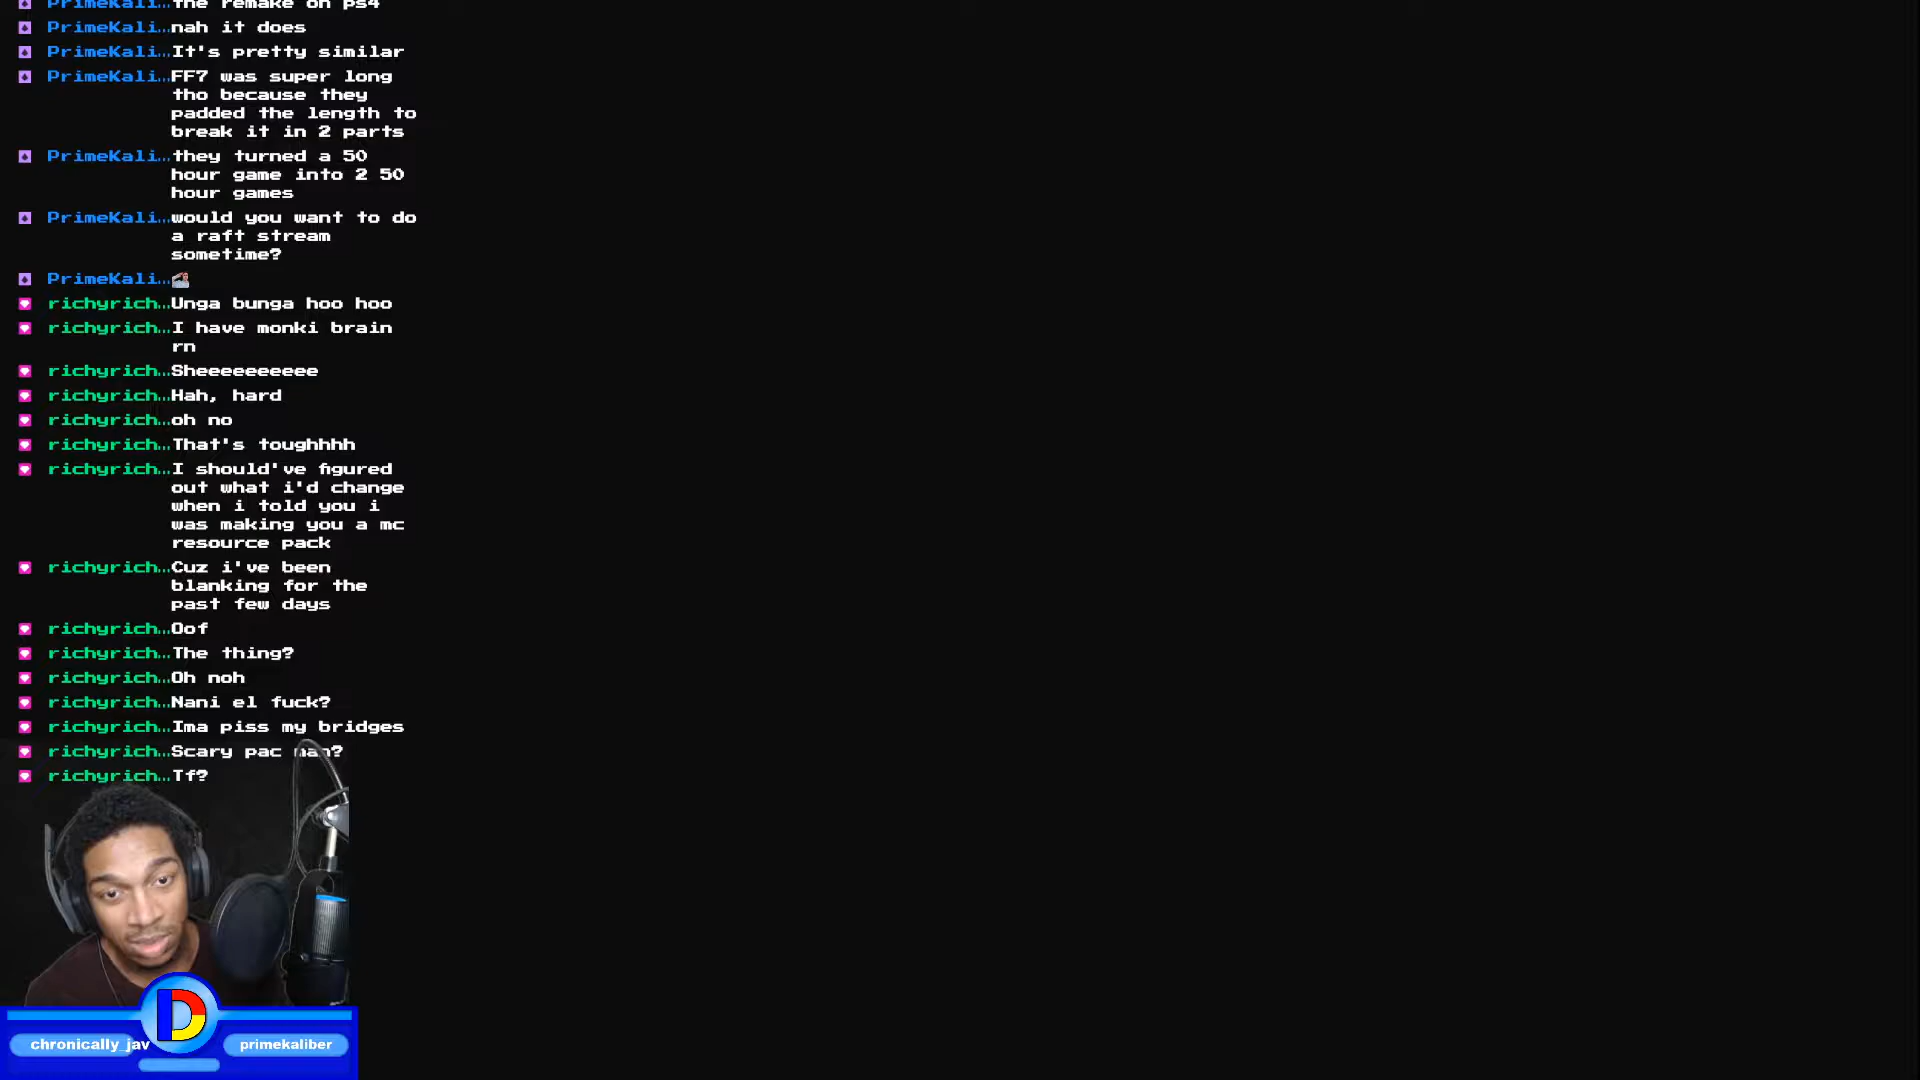 PrimeKali...the remake on ps4
PrimeKali...nah it does
PrimeKali...It's pretty similar
PrimeKali...FF7 was super long
tho because they
padded the length to
break it in 2 parts
PrimeKali...they turned a 50
hour game into 2 50
hour games
PrimeKali...would you want to do
a raft stream
sometime?
PrimeKali...
richyrich...Unga bunga hoo hoo
richyrich...I have monki brain
rn
richyrich...Sheeeeeeeeee
richyrich...Hah, hard
richyrich...oh no
richyrich...That's toughhhh
richyrich...I should've figured
out what i'd change
when i told you i
was making you a mc
resource pack
richyrich...Cuz i've been
blanking for the
past few days
richyrich...Oof
richyrich...The thing?
richyrich...Oh noh
richyrich...Nani el fuck?
richyrich...Ima piss my bridges
richyrich...Scary pac man?
richyrich...Tf?
D
chronically_jav
primekaliber